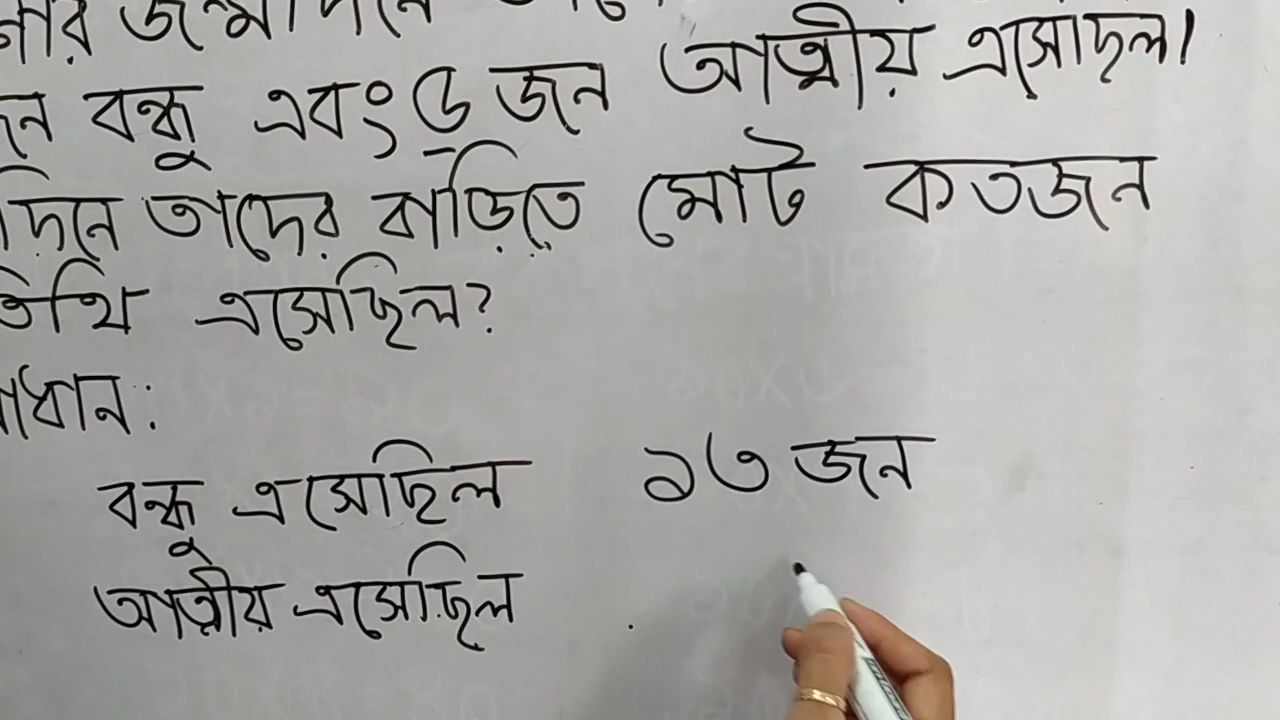 জন্মদিনে
বন্ধু এবং ৬ জন আত্মীয় এসেছিল।
তাদের বাড়িতে মোট কতজন
এসেছিল?
বন্ধু এসেছিল ১৩ জন
আত্মীয় এসেছিল